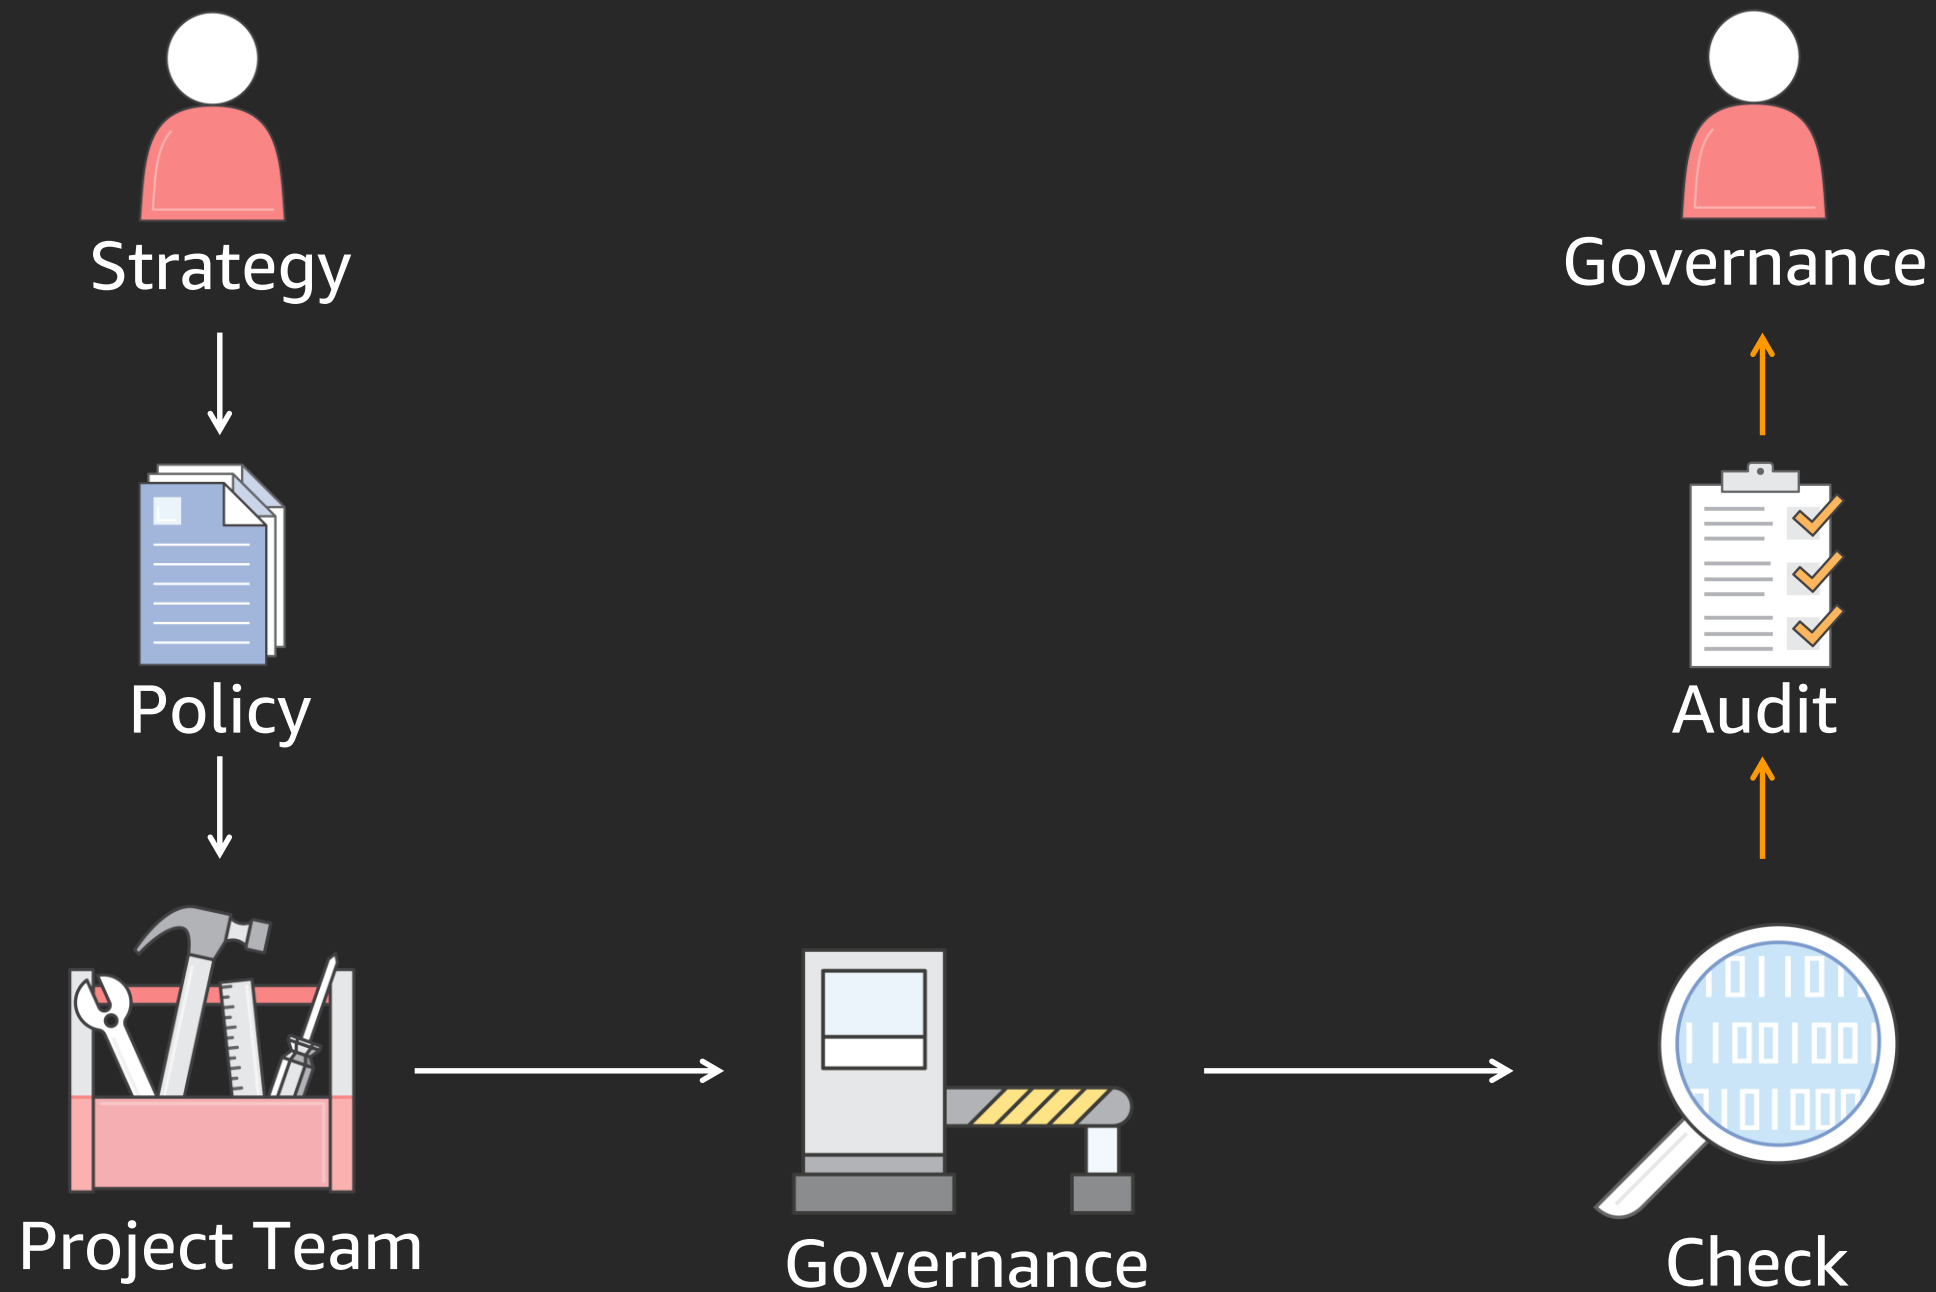 Strategy
Governance
Policy
Audit
Project Team
Governance
Check